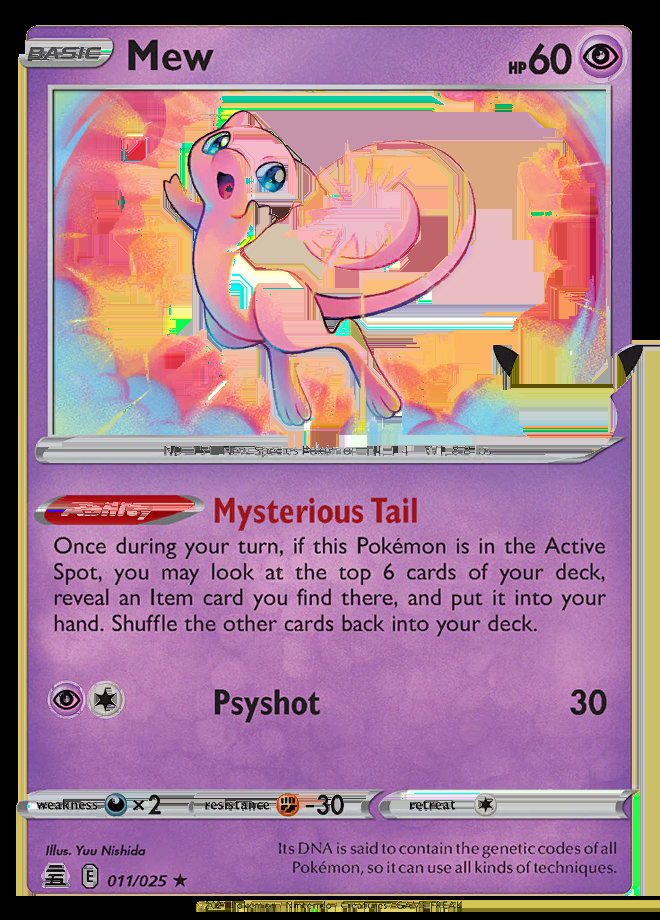 BASIC Mew HP 60
Ability Mysterious Tail
Once during your turn, if this Pokémon is in the Active
Spot, you may look at the top 6 cards of your deck,
reveal an Item card you find there, and put it into your
hand. Shuffle the other cards back into your deck.
Psyshot 30
weakness ×2 resistance -30 retreat
Illus. Yuu Nishida
Its DNA is said to contain the genetic codes of all
Pokémon, so it can use all kinds of techniques.
E 011/025